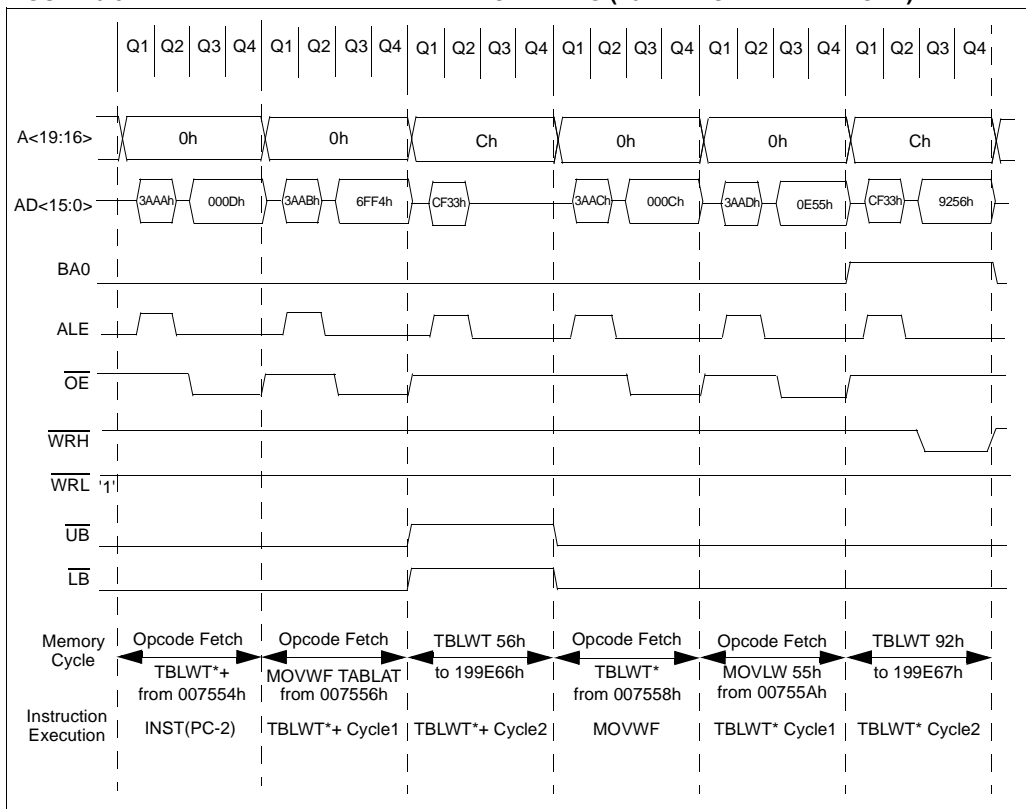 Q1 Q2 Q3 Q4 Q1 Q2 Q3 Q4 Q1 Q2 Q3 Q4 Q1 Q2 Q3 Q4 Q1 Q2 Q3 Q4 Q1 Q2 Q3 Q4
A<19:16> 0h 0h Ch 0h 0h Ch
AD<15:0> 3AAAh 000Dh 3AABh 6FF4h CF33h 3AACh 000Ch 3AADh 0E55h CF33h 9256h
BA0
ALE
OE
WRH
WRL '1'
UB
LB
Memory Cycle
Opcode Fetch TBLWT*+ from 007554h
Opcode Fetch MOVWF TABLAT from 007556h
TBLWT 56h to 199E66h
Opcode Fetch TBLWT* from 007558h
Opcode Fetch MOVLW 55h from 00755Ah
TBLWT 92h to 199E67h
Instruction Execution
INST(PC-2) TBLWT*+ Cycle1 TBLWT*+ Cycle2 MOVWF TBLWT* Cycle1 TBLWT* Cycle2